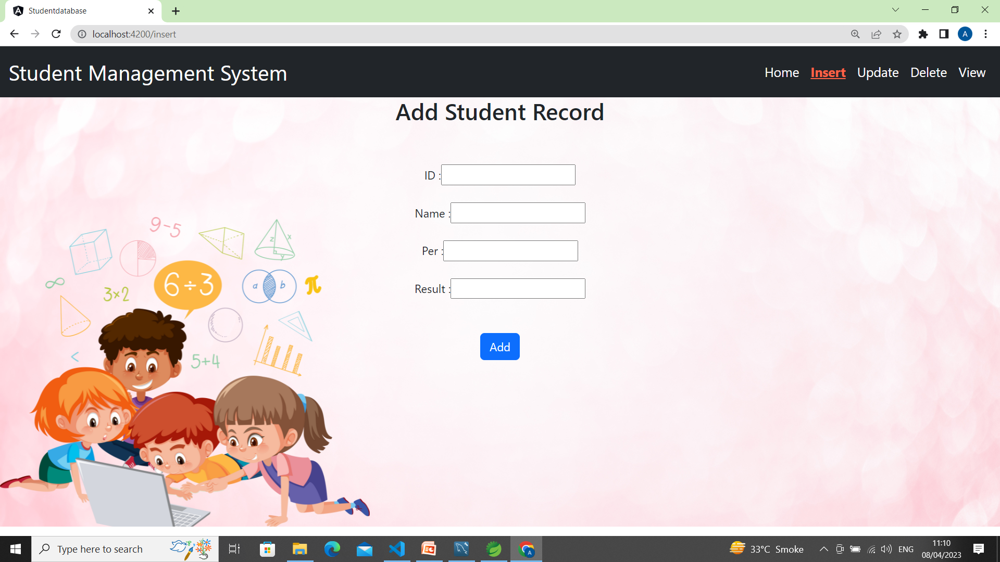 Studentdatabase
localhost:4200/insert
A
Student Management System
Home Insert Update Delete View
Add Student Record
ID :
Name :
Per :
Result :
Add
9-5
z x
y
6÷3
a b
π
∞
3×2
<
5+4
Type here to search
33°C Smoke
ENG
11:10
08/04/2023